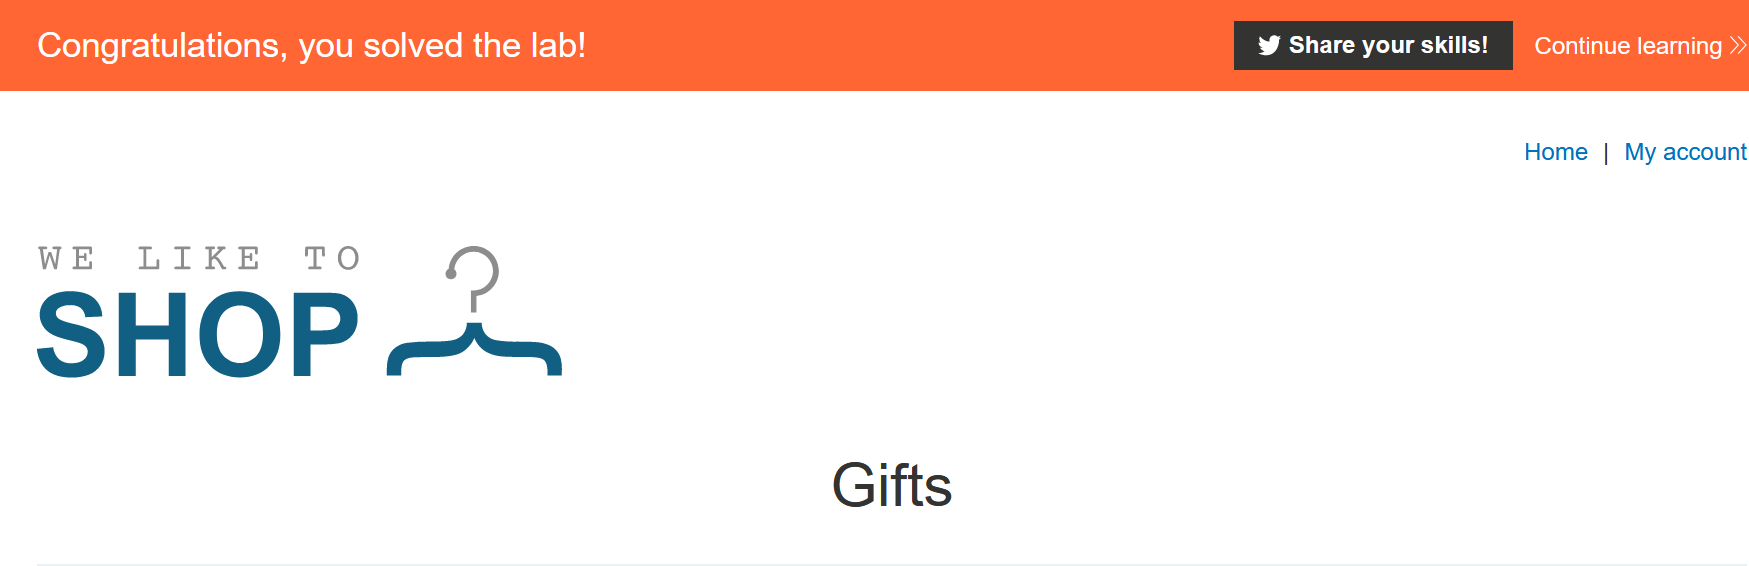 Congratulations, you solved the lab!
Share your skills!
Continue learning
Home | My account
WE LIKE TO
SHOP
Gifts